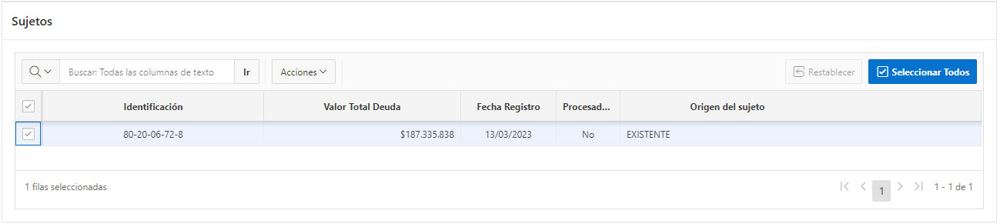 Sujetos
Buscar: Todas las columnas de texto Ir Acciones Restablecer Seleccionar Todos
Identificación Valor Total Deuda Fecha Registro Procesad... Origen del sujeto
80-20-06-72-8 $187.335.838 13/03/2023 No EXISTENTE
1 filas seleccionadas 1 1 - 1 de 1